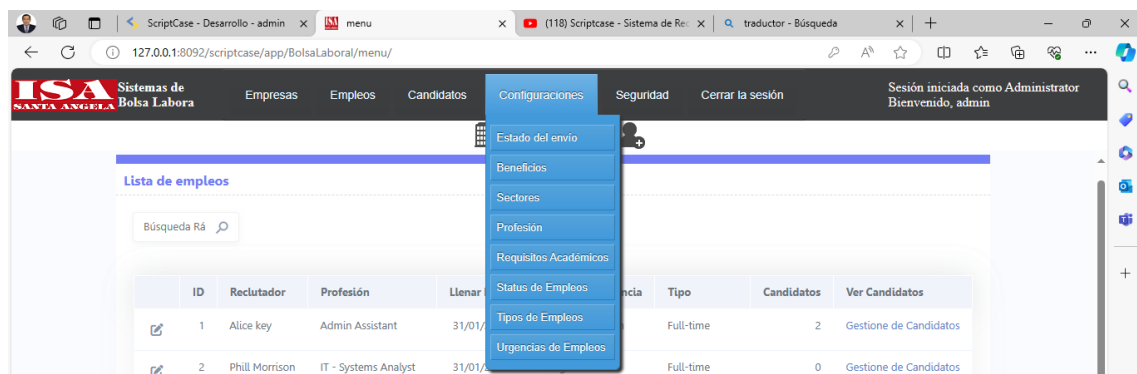 ScriptCase - Desarrollo - admin
menu
(118) Scriptcase - Sistema de Rec
traductor - Búsqueda
127.0.0.1:8092/scriptcase/app/BolsaLaboral/menu/
ISA
SANTA ANGELA
Sistemas de
Bolsa Labora
Empresas Empleos Candidatos Configuraciones Seguridad Cerrar la sesión
Sesión iniciada como Administrator
Bienvenido, admin
Estado del envío
Beneficios
Sectores
Profesión
Requisitos Académicos
Status de Empleos
Tipos de Empleos
Urgencias de Empleos
Lista de empleos
Búsqueda Rá
ID Reclutador Profesión Llenar ncia Tipo Candidatos Ver Candidatos
1 Alice key Admin Assistant 31/01/ Full-time 2 Gestione de Candidatos
2 Phill Morrison IT - Systems Analyst 31/01/ Full-time 0 Gestione de Candidatos